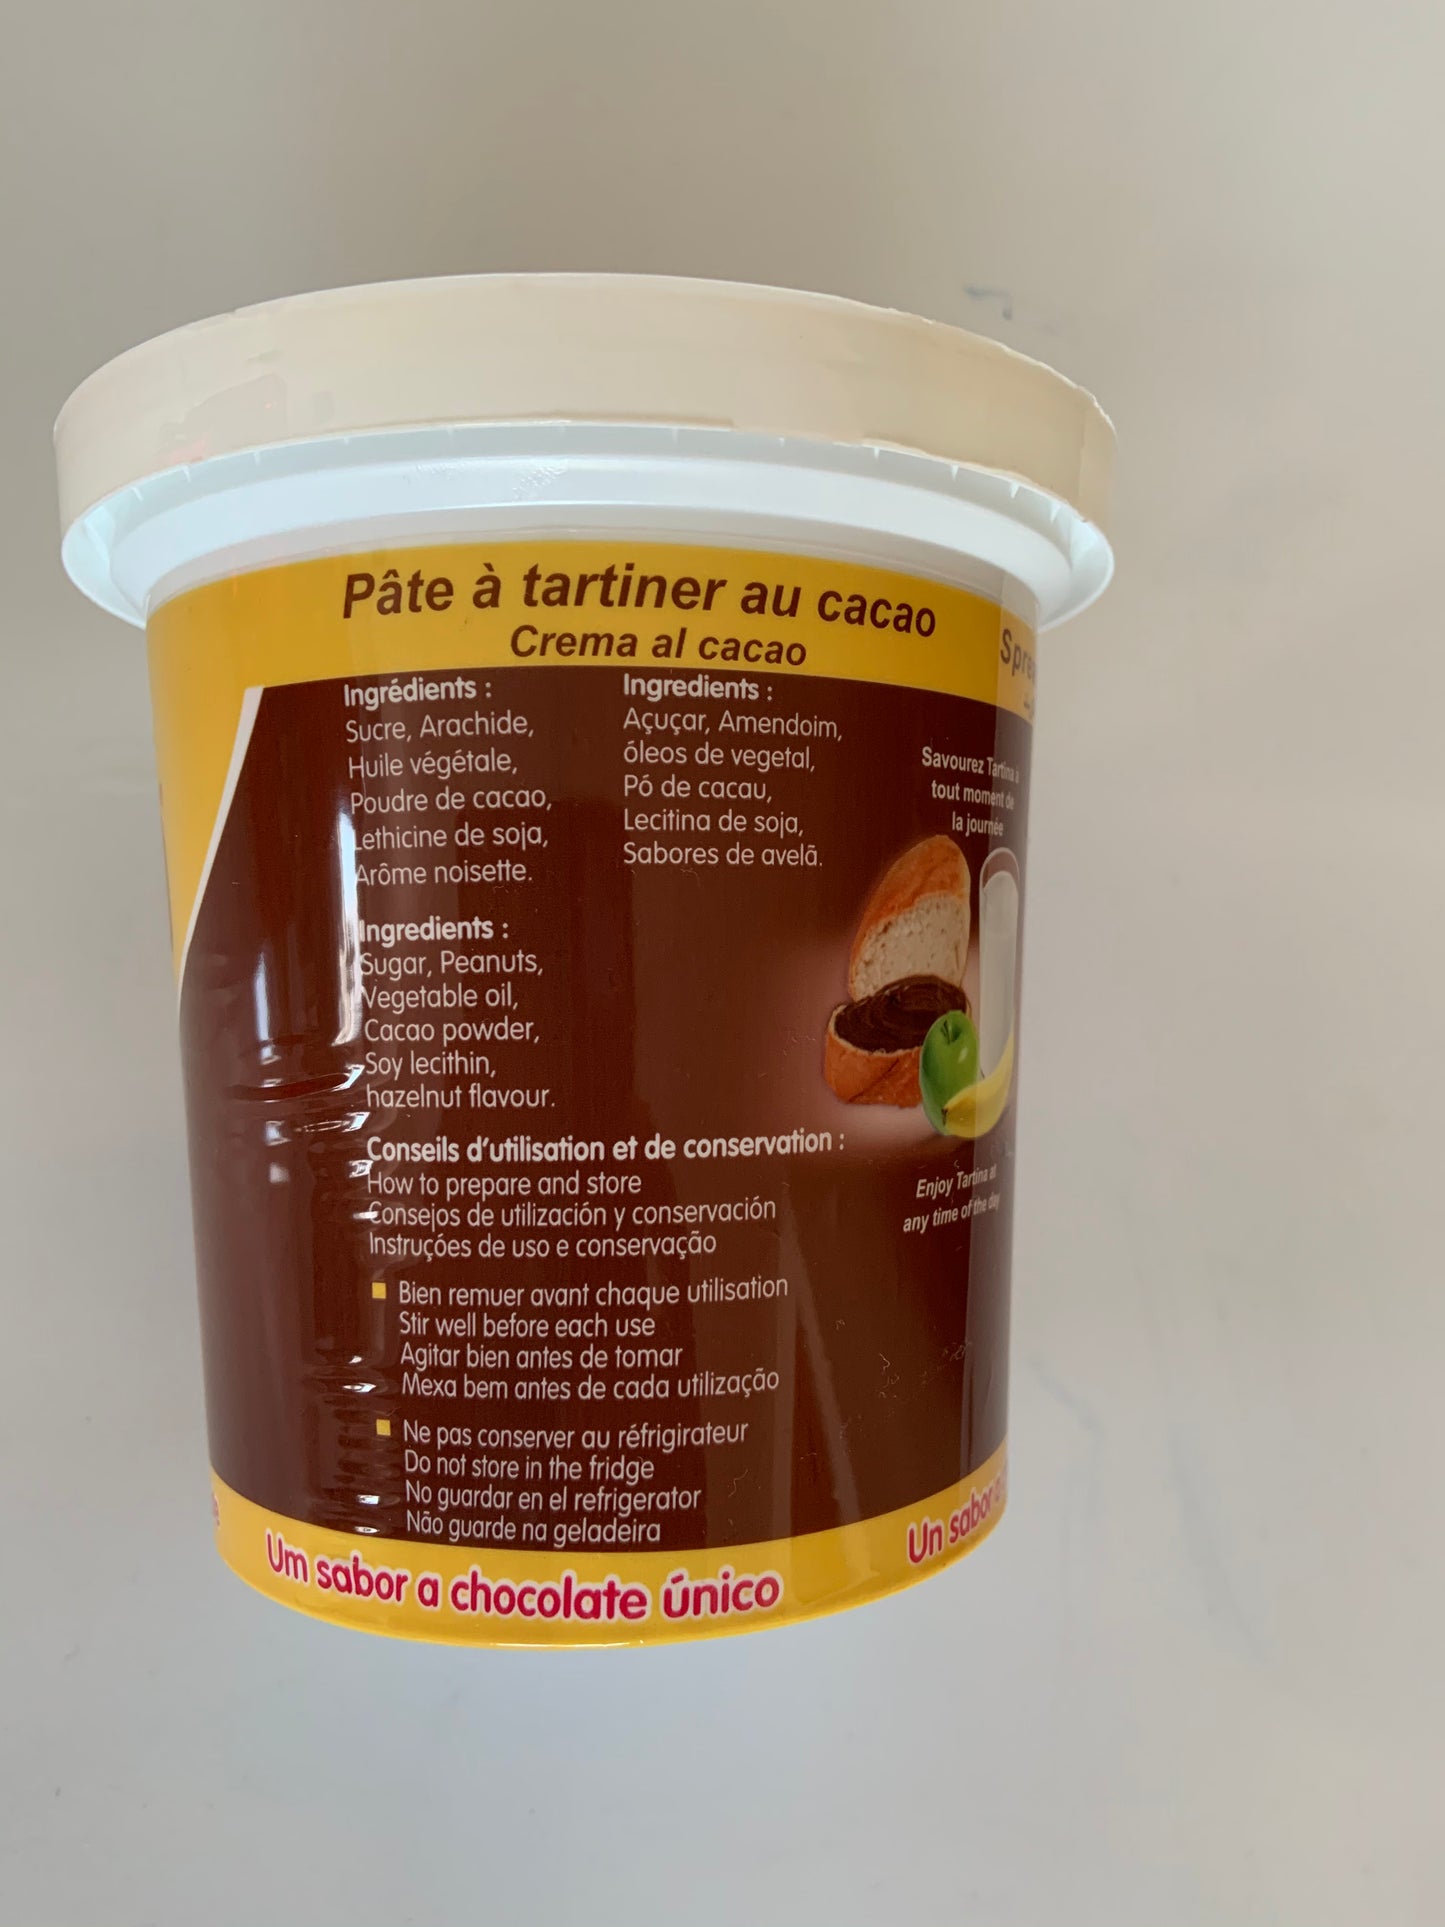 Pâte à tartiner au cacao
Crema al cacao
Ingrédients :
Sucre, Arachide,
Huile végétale,
Poudre de cacao,
Lethicine de soja,
Arôme noisette.
Ingredients :
Sugar, Peanuts,
Vegetable oil,
Cacao powder,
Soy lecithin,
hazelnut flavour.
Ingredients :
Açuçar, Amendoim,
óleos de vegetal,
Pó de cacau,
Lecitina de soja,
Sabores de avelã.
Savourez Tartina à
tout moment de
la journée
Enjoy Tartina at
any time of the day
Conseils d'utilisation et de conservation :
How to prepare and store
Consejos de utilización y conservación
Instruçóes de uso e conservação
Bien remuer avant chaque utilisation
Stir well before each use
Agitar bien antes de tomar
Mexa bem antes de cada utilização
Ne pas conserver au réfrigirateur
Do not store in the fridge
No guardar en el refrigerator
Não guarde na geladeira
Um sabor a chocolate único
Un sabor